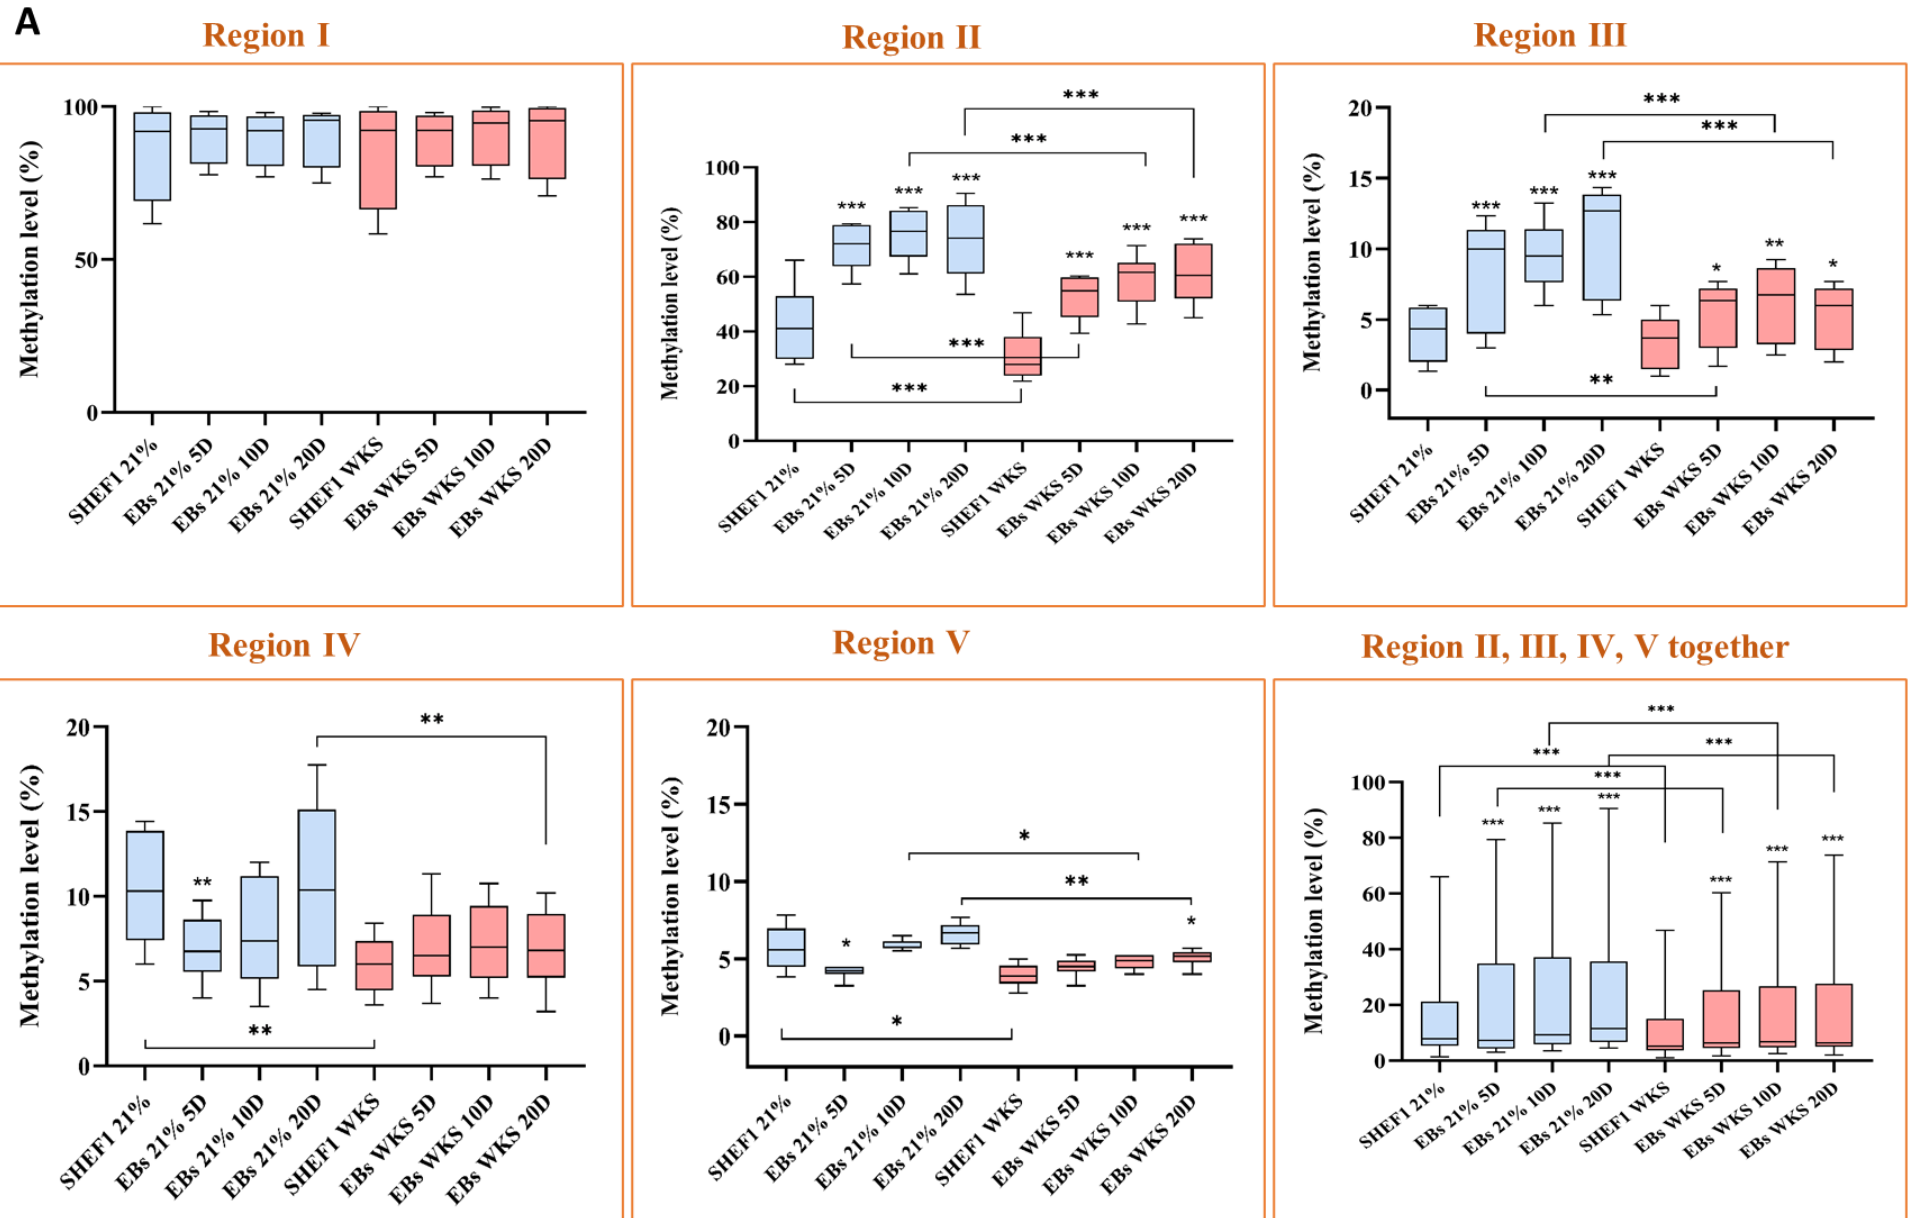 A
Region I
Region II
Region III
Methylation level (%)
100
50
0
SHEF1 21%
EBs 21% 5D
EBs 21% 10D
EBs 21% 20D
SHEF1 WKS
EBs WKS 5D
EBs WKS 10D
EBs WKS 20D
Methylation level (%)
100
80
60
40
20
0
***
***
***
***
***
***
***
***
***
***
SHEF1 21%
EBs 21% 5D
EBs 21% 10D
EBs 21% 20D
SHEF1 WKS
EBs WKS 5D
EBs WKS 10D
EBs WKS 20D
Methylation level (%)
20
15
10
5
0
***
***
***
***
***
*
**
*
**
SHEF1 21%
EBs 21% 5D
EBs 21% 10D
EBs 21% 20D
SHEF1 WKS
EBs WKS 5D
EBs WKS 10D
EBs WKS 20D
Region IV
Region V
Region II, III, IV, V together
Methylation level (%)
20
15
10
5
0
**
**
**
SHEF1 21%
EBs 21% 5D
EBs 21% 10D
EBs 21% 20D
SHEF1 WKS
EBs WKS 5D
EBs WKS 10D
EBs WKS 20D
Methylation level (%)
20
15
10
5
0
*
**
*
*
*
SHEF1 21%
EBs 21% 5D
EBs 21% 10D
EBs 21% 20D
SHEF1 WKS
EBs WKS 5D
EBs WKS 10D
EBs WKS 20D
Methylation level (%)
100
80
60
40
20
0
***
***
***
***
***
***
***
***
***
***
SHEF1 21%
EBs 21% 5D
EBs 21% 10D
EBs 21% 20D
SHEF1 WKS
EBs WKS 5D
EBs WKS 10D
EBs WKS 20D